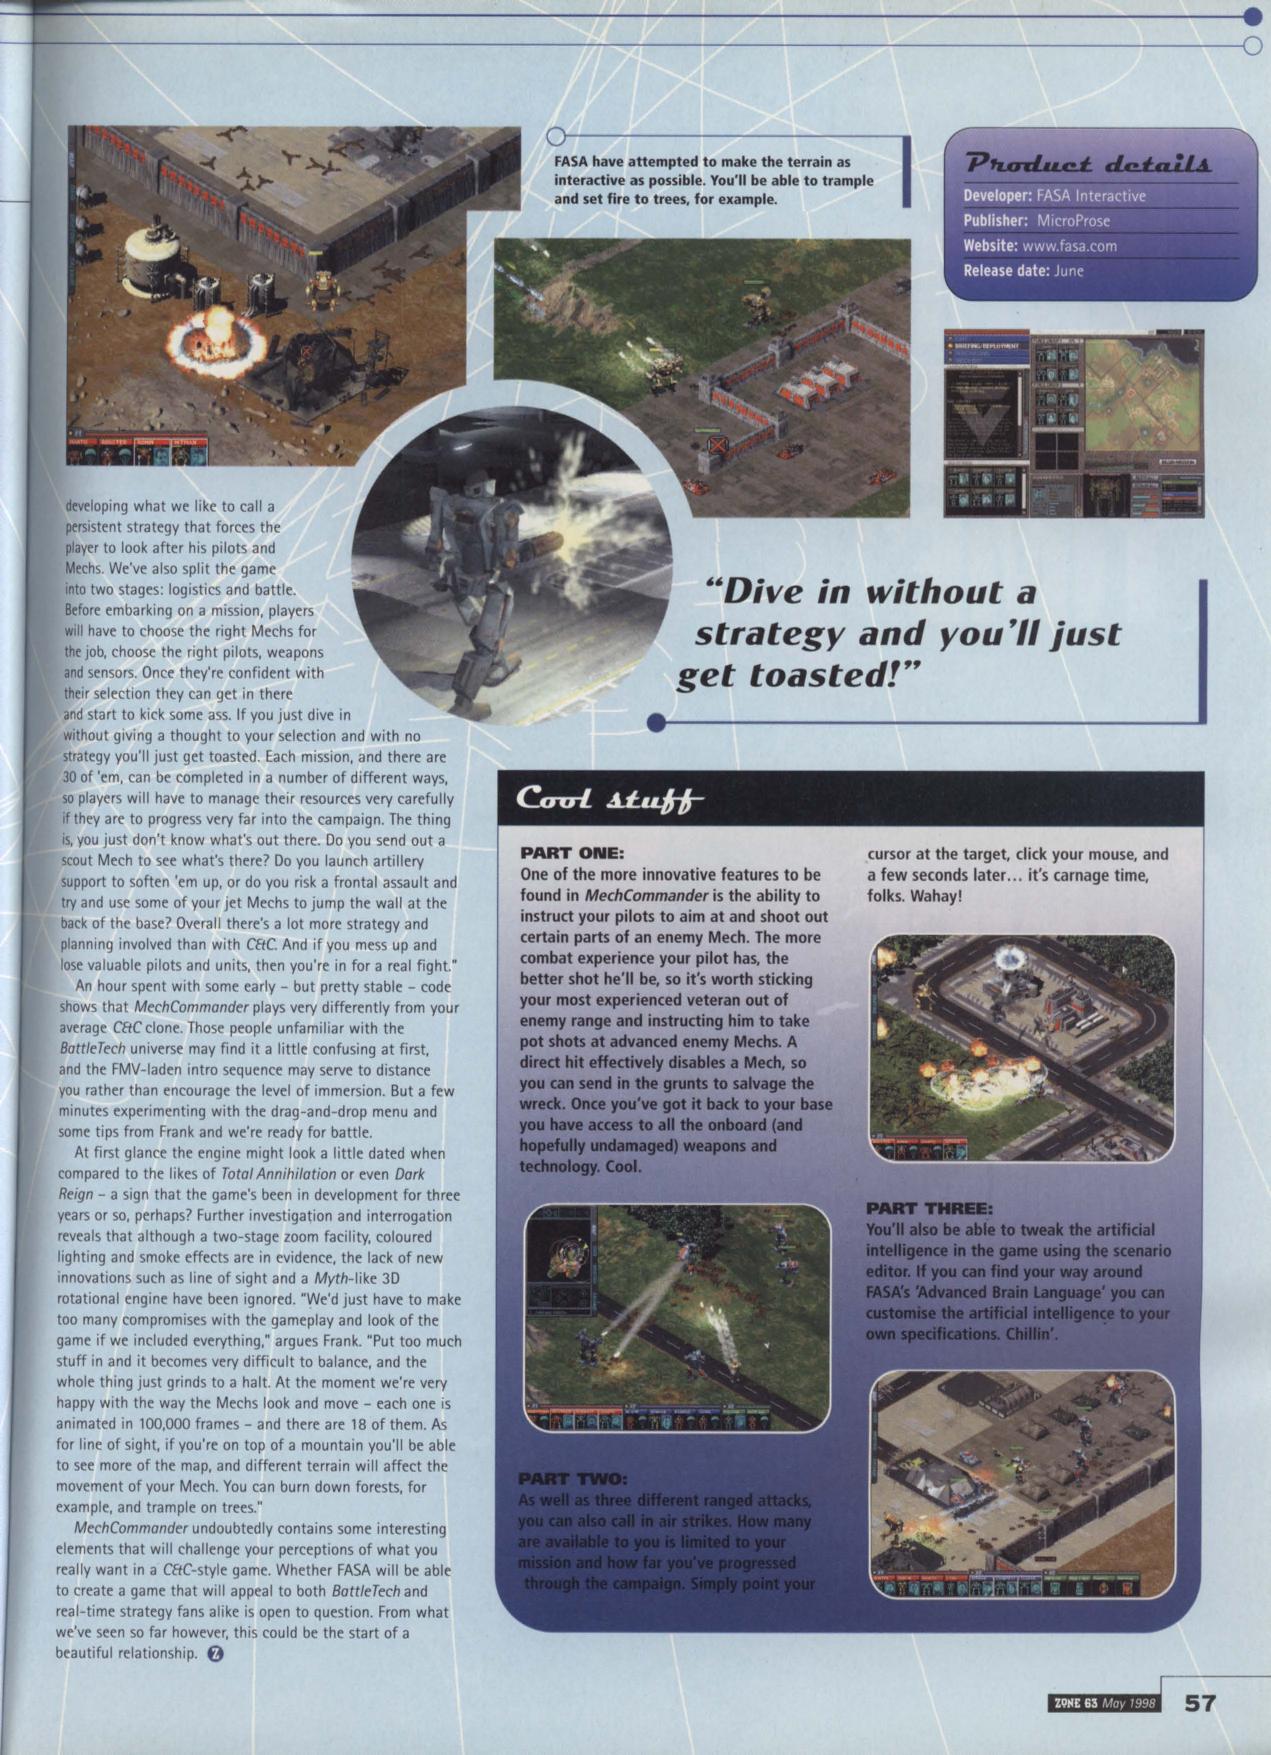 FASA have attempted to make the terrain as
interactive as possible. You'll be able to trample
and set fire to trees, for example.
Product details
Developer: FASA Interactive
Publisher: MicroProse
Website: www.fasa.com
Release date: June
developing what we like to call a
persistent strategy that forces the
player to look after his pilots and
Mechs. We've also split the game
into two stages: logistics and battle.
Before embarking on a mission, players
will have to choose the right Mechs for
the job, choose the right pilots, weapons
and sensors. Once they're confident with
their selection they can get in there
and start to kick some ass. If you just dive in
without giving a thought to your selection and with no
strategy you'll just get toasted. Each mission, and there are
30 of 'em, can be completed in a number of different ways,
so players will have to manage their resources very carefully
if they are to progress very far into the campaign. The thing
is, you just don't know what's out there. Do you send out a
scout Mech to see what's there? Do you launch artillery
support to soften 'em up, or do you risk a frontal assault and
try and use some of your jet Mechs to jump the wall at the
back of the base? Overall there's a lot more strategy and
planning involved than with C&C. And if you mess up and
lose valuable pilots and units, then you're in for a real fight."
An hour spent with some early – but pretty stable – code
shows that MechCommander plays very differently from your
average C&C clone. Those people unfamiliar with the
BattleTech universe may find it a little confusing at first,
and the FMV-laden intro sequence may serve to distance
you rather than encourage the level of immersion. But a few
minutes experimenting with the drag-and-drop menu and
some tips from Frank and we're ready for battle.
At first glance the engine might look a little dated when
compared to the likes of Total Annihilation or even Dark
Reign – a sign that the game's been in development for three
years or so, perhaps? Further investigation and interrogation
reveals that although a two-stage zoom facility, coloured
lighting and smoke effects are in evidence, the lack of new
innovations such as line of sight and a Myth-like 3D
rotational engine have been ignored. "We'd just have to make
too many compromises with the gameplay and look of the
game if we included everything," argues Frank. "Put too much
stuff in and it becomes very difficult to balance, and the
whole thing just grinds to a halt. At the moment we're very
happy with the way the Mechs look and move – each one is
animated in 100,000 frames – and there are 18 of them. As
for line of sight, if you're on top of a mountain you'll be able
to see more of the map, and different terrain will affect the
movement of your Mech. You can burn down forests, for
example, and trample on trees."
MechCommander undoubtedly contains some interesting
elements that will challenge your perceptions of what you
really want in a C&C-style game. Whether FASA will be able
to create a game that will appeal to both BattleTech and
real-time strategy fans alike is open to question. From what
we've seen so far however, this could be the start of a
beautiful relationship. Z
"Dive in without a
strategy and you'll just
get toasted!"
Cool stuff
PART ONE:
One of the more innovative features to be
found in MechCommander is the ability to
instruct your pilots to aim at and shoot out
certain parts of an enemy Mech. The more
combat experience your pilot has, the
better shot he'll be, so it's worth sticking
your most experienced veteran out of
enemy range and instructing him to take
pot shots at advanced enemy Mechs. A
direct hit effectively disables a Mech, so
you can send in the grunts to salvage the
wreck. Once you've got it back to your base
you have access to all the onboard (and
hopefully undamaged) weapons and
technology. Cool.
PART TWO:
As well as three different ranged attacks,
you can also call in air strikes. How many
are available to you is limited to your
mission and how far you've progressed
through the campaign. Simply point your
cursor at the target, click your mouse, and
a few seconds later... it's carnage time,
folks. Wahay!
PART THREE:
You'll also be able to tweak the artificial
intelligence in the game using the scenario
editor. If you can find your way around
FASA's 'Advanced Brain Language' you can
customise the artificial intelligence to your
own specifications. Chillin'.
ZONE 63 May 1998 57